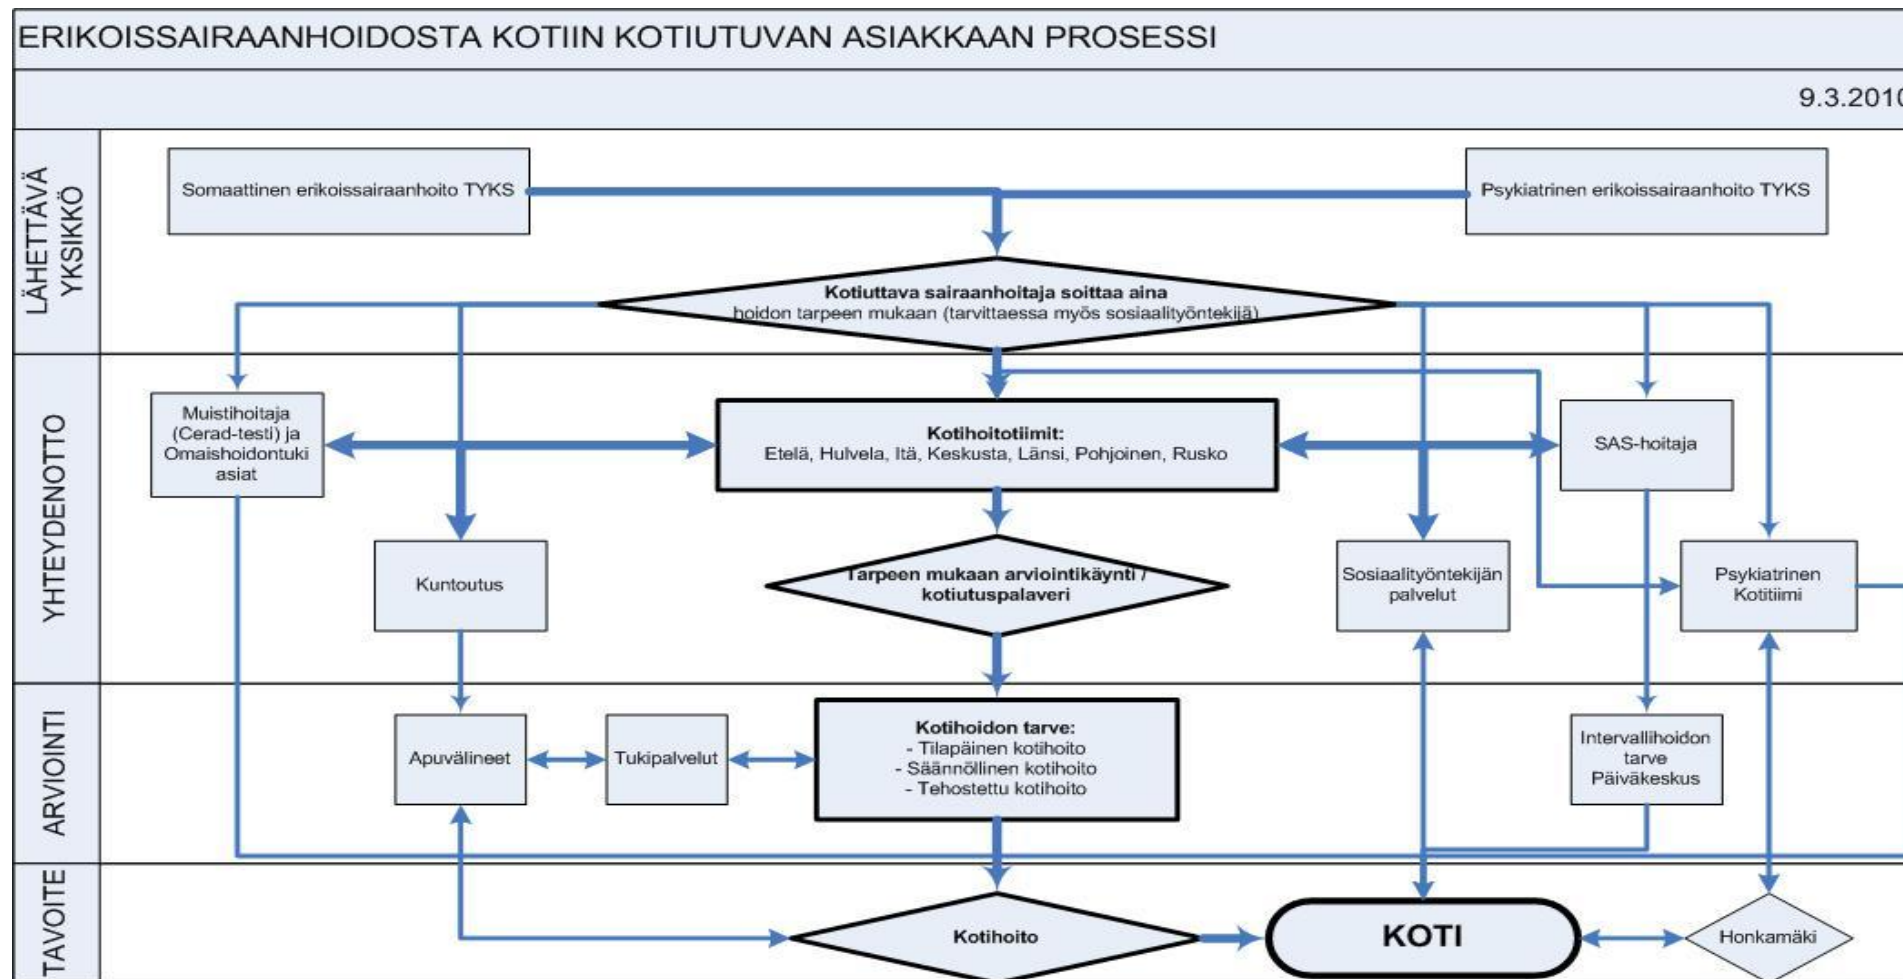 ERIKOISSAIRAANHOIDOSTA KOTIIN KOTIUTUVAN ASIAKKAAN PROSESSI
9.3.2010
LÄHETTÄVÄ
YKSIKKÖ
Somaattinen erikoissairaanhoito TYKS
Psykiatrinen erikoissairaanhoito TYKS
Kotiuttava sairaanhoitaja soittaa aina
hoidon tarpeen mukaan (tarvittaessa myös sosiaalityöntekijä)
YHTEYDENOTTO
Muistihoitaja
(Cerad-testi) ja
Omaishoidontuki
asiat
Kotihoitotiimit:
Etelä, Hulvela, Itä, Keskusta, Länsi, Pohjoinen, Rusko
SAS-hoitaja
Kuntoutus
Tarpeen mukaan arviointikäynti /
kotiutuspalaveri
Sosiaalityöntekijän
palvelut
Psykiatrinen
Kotitiimi
ARVIOINTI
Apuvälineet
Tukipalvelut
Kotihoidon tarve:
- Tilapäinen kotihoito
- Säännöllinen kotihoito
- Tehostettu kotihoito
Intervallihoidon
tarve
Päiväkeskus
TAVOITE
Kotihoito
KOTI
Honkamäki